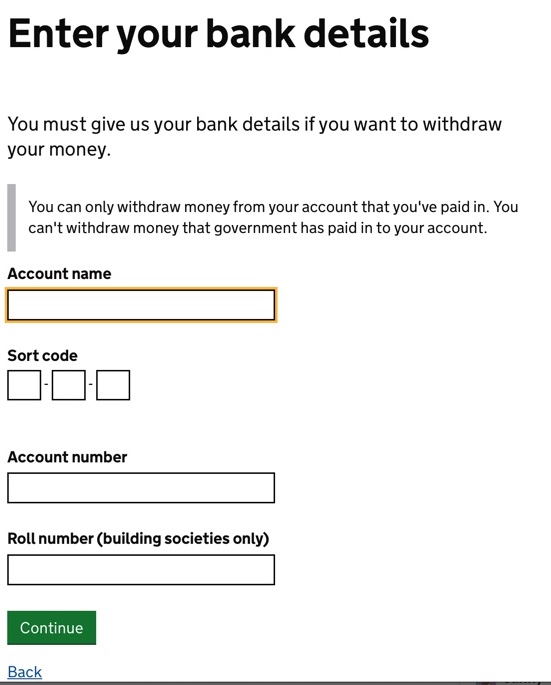 Enter your bank details
You must give us your bank details if you want to withdraw
your money.
You can only withdraw money from your account that you've paid in. You
can't withdraw money that government has paid in to your account.
Account name
Sort code
- -
Account number
Roll number (building societies only)
Continue
Back